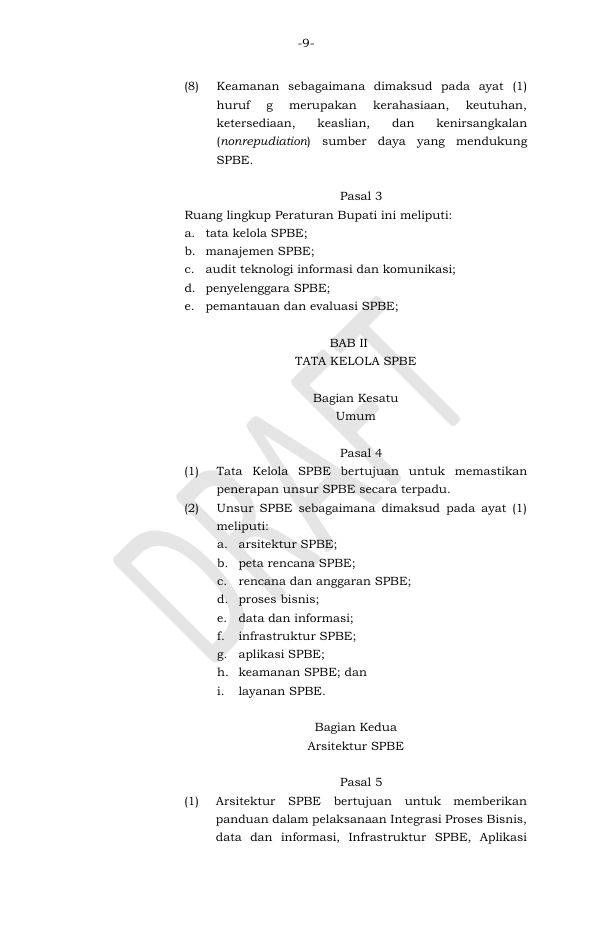 -9-
(8) Keamanan sebagaimana dimaksud pada ayat (1)
huruf g merupakan kerahasiaan, keutuhan,
ketersediaan, keaslian, dan kenirsangkalan
(nonrepudiation) sumber daya yang mendukung
SPBE.
Pasal 3
Ruang lingkup Peraturan Bupati ini meliputi:
a. tata kelola SPBE;
b. manajemen SPBE;
c. audit teknologi informasi dan komunikasi;
d. penyelenggara SPBE;
e. pemantauan dan evaluasi SPBE;
BAB II
TATA KELOLA SPBE
Bagian Kesatu
Umum
Pasal 4
(1) Tata Kelola SPBE bertujuan untuk memastikan
penerapan unsur SPBE secara terpadu.
(2) Unsur SPBE sebagaimana dimaksud pada ayat (1)
meliputi:
a. arsitektur SPBE;
b. peta rencana SPBE;
c. rencana dan anggaran SPBE;
d. proses bisnis;
e. data dan informasi;
f. infrastruktur SPBE;
g. aplikasi SPBE;
h. keamanan SPBE; dan
i. layanan SPBE.
Bagian Kedua
Arsitektur SPBE
Pasal 5
(1) Arsitektur SPBE bertujuan untuk memberikan
panduan dalam pelaksanaan Integrasi Proses Bisnis,
data dan informasi, Infrastruktur SPBE, Aplikasi
DRAFT